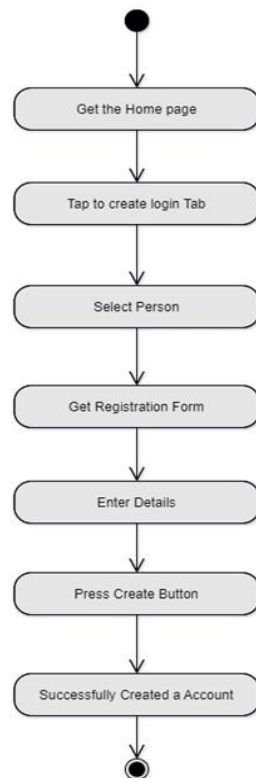 Get the Home page
Tap to create login Tab
Select Person
Get Registration Form
Enter Details
Press Create Button
Successfully Created a Account